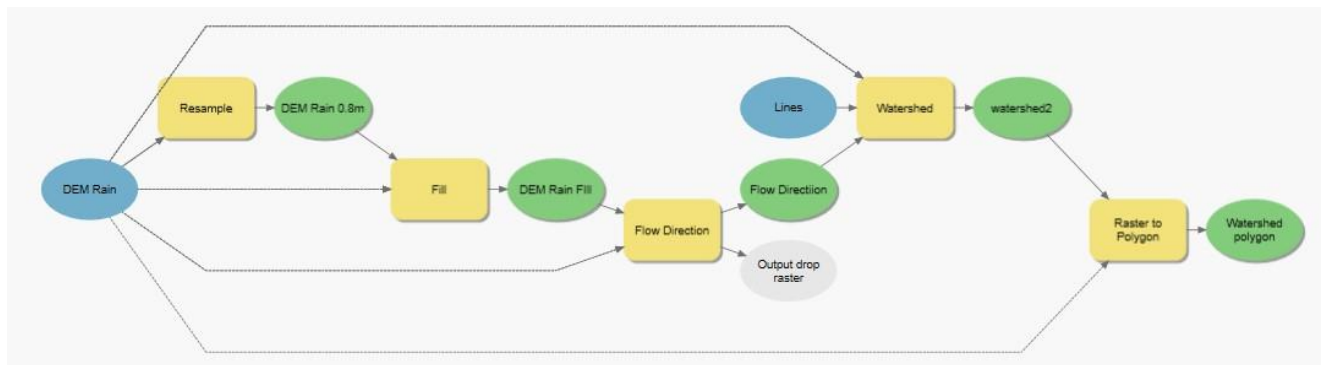 Resample
DEM Rain 0.8m
Lines
Watershed
watershed2
DEM Rain
Fill
DEM Rain FIll
Flow Directiion
Flow Direction
Output drop
raster
Raster to
Polygon
Watershed
polygon